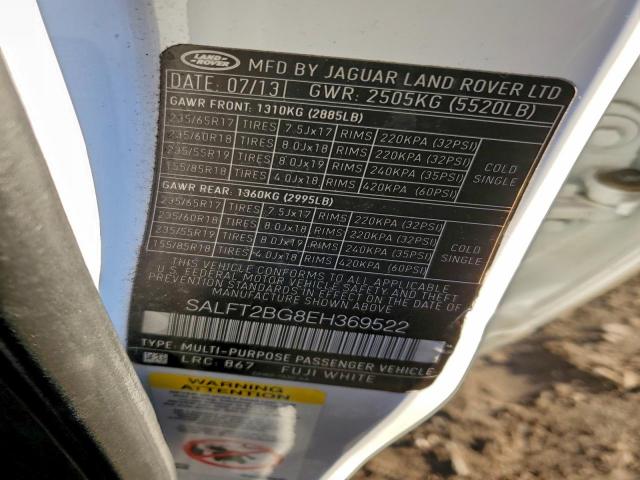 LAND ROVER
MFD BY JAGUAR LAND ROVER LTD
DATE: 07/13 GWR: 2505KG (5520LB)
GAWR FRONT: 1310KG (2885LB)
235/65R17 TIRES 7.5Jx17 RIMS 220KPA (32PSI)
235/60R18 TIRES 8.0Jx18 RIMS 220KPA (32PSI)
235/55R19 TIRES 8.0Jx19 RIMS 240KPA (35PSI)
155/85R18 TIRES 4.0Jx18 RIMS 420KPA (60PSI)
COLD
SINGLE
GAWR REAR: 1360KG (2995LB)
235/65R17 TIRES 7.5Jx17 RIMS 220KPA (32PSI)
235/60R18 TIRES 8.0Jx18 RIMS 220KPA (32PSI)
235/55R19 TIRES 8.0Jx19 RIMS 240KPA (35PSI)
155/85R18 TIRES 4.0Jx18 RIMS 420KPA (60PSI)
COLD
SINGLE
THIS VEHICLE CONFORMS TO ALL APPLICABLE
U.S. FEDERAL MOTOR VEHICLE SAFETY AND THEFT
PREVENTION STANDARDS IN EFFECT ON THE DATE
OF MANUFACTURE SHOWN ABOVE
SALFT2BG8EH369522
TYPE: MULTI-PURPOSE PASSENGER VEHICLE
LRC: 867 FUJI WHITE
WARNING
ATTENTION